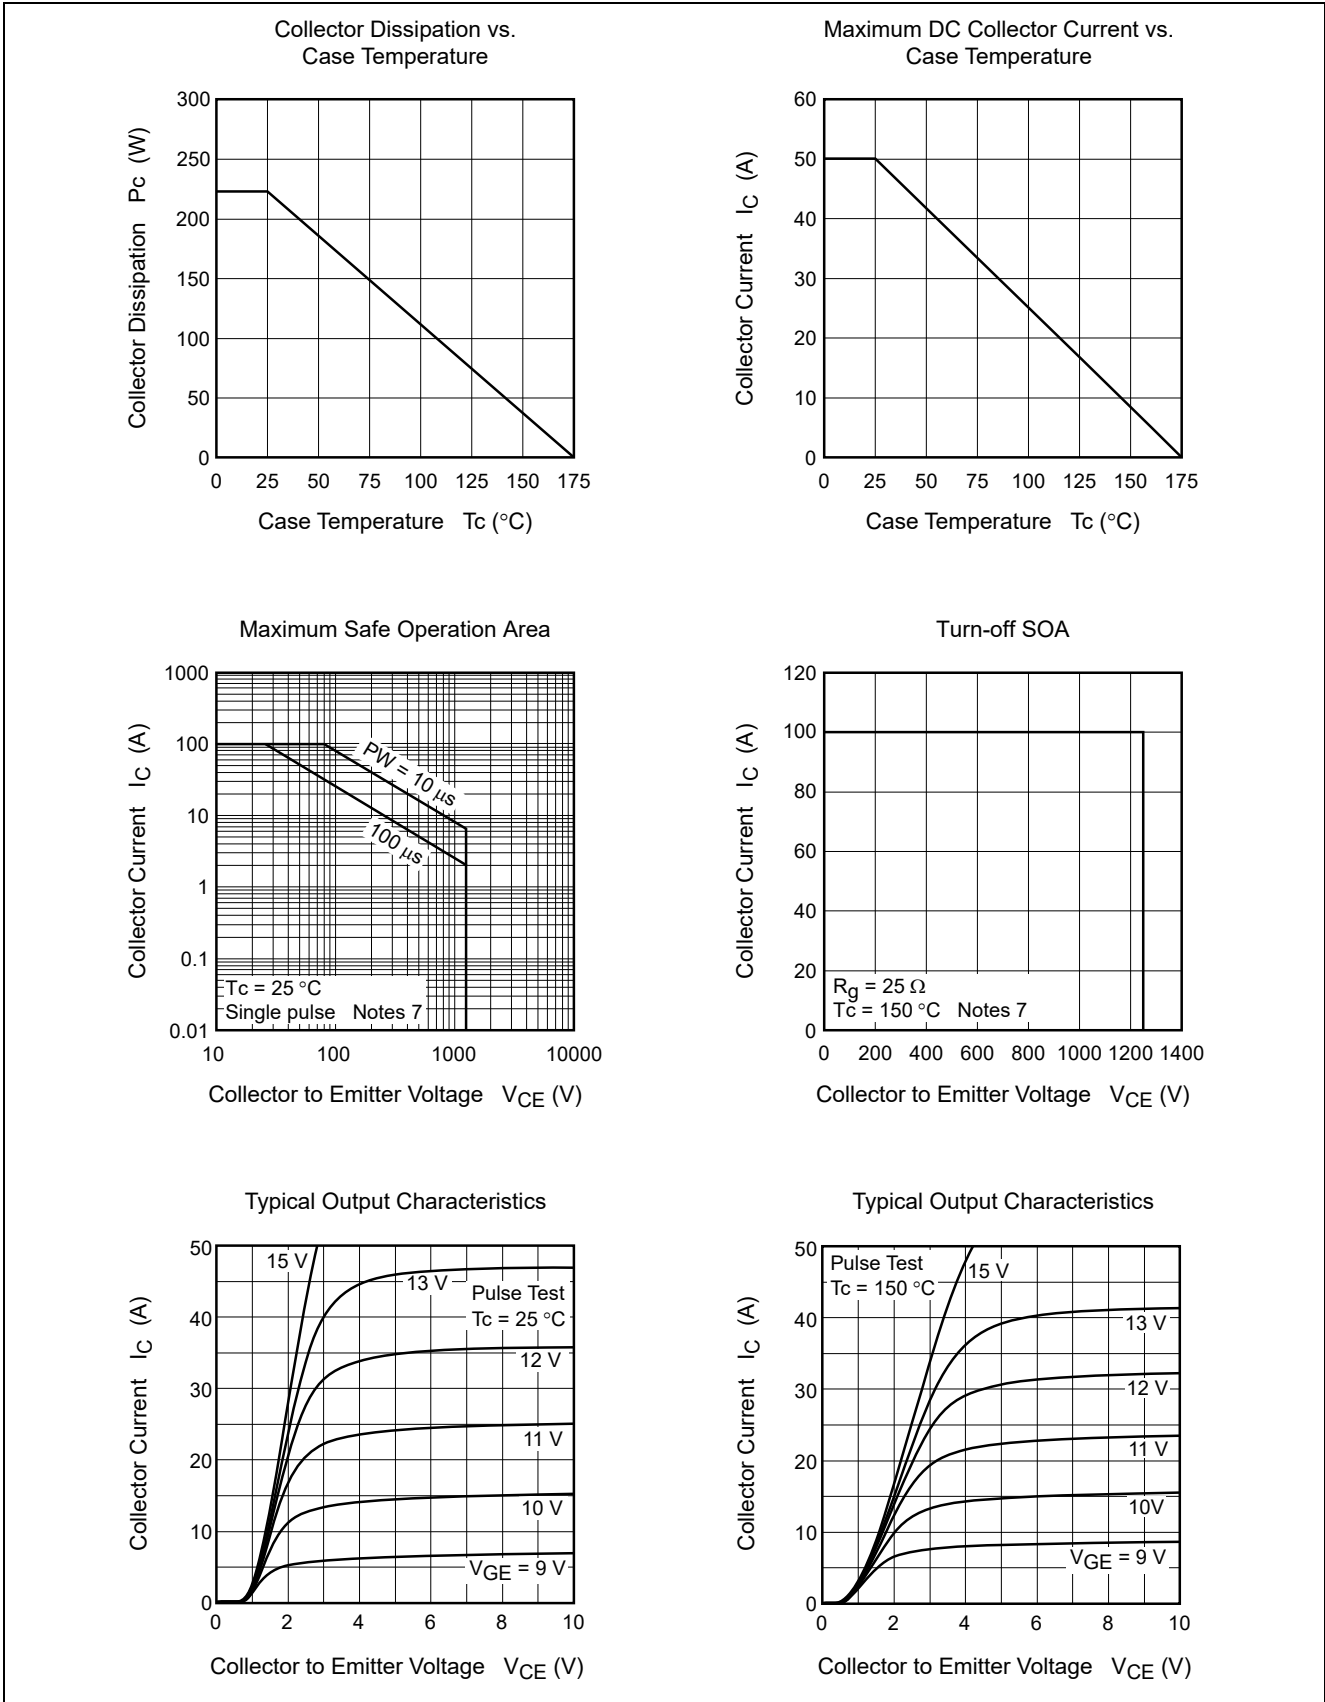 Collector Dissipation vs.
Case Temperature
300
250
200
150
100
50
0
Collector Dissipation Pc (W)
0 25 50 75 100 125 150 175
Case Temperature Tc (°C)
Maximum DC Collector Current vs.
Case Temperature
60
50
40
30
20
10
0
Collector Current IC (A)
0 25 50 75 100 125 150 175
Case Temperature Tc (°C)
Maximum Safe Operation Area
1000
100
10
1
0.1
0.01
Collector Current IC (A)
PW = 10 μs
100 μs
Tc = 25 °C
Single pulse Notes 7
10 100 1000 10000
Collector to Emitter Voltage VCE (V)
Turn-off SOA
120
100
80
60
40
20
0
Collector Current IC (A)
Rg = 25 Ω
Tc = 150 °C Notes 7
0 200 400 600 800 1000 1200 1400
Collector to Emitter Voltage VCE (V)
Typical Output Characteristics
50
40
30
20
10
0
Collector Current IC (A)
15 V
13 V
Pulse Test
Tc = 25 °C
12 V
11 V
10 V
VGE = 9 V
0 2 4 6 8 10
Collector to Emitter Voltage VCE (V)
Typical Output Characteristics
50
40
30
20
10
0
Collector Current IC (A)
Pulse Test
Tc = 150 °C
15 V
13 V
12 V
11 V
10V
VGE = 9 V
0 2 4 6 8 10
Collector to Emitter Voltage VCE (V)